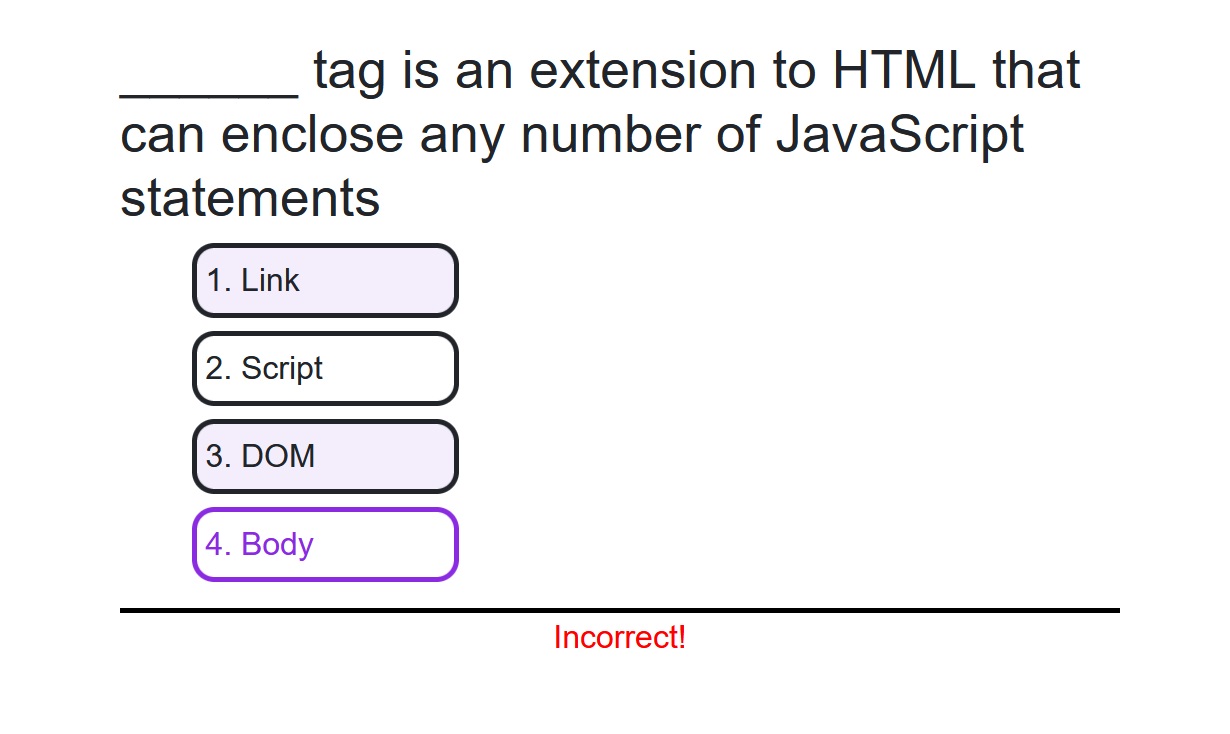 ______ tag is an extension to HTML that
can enclose any number of JavaScript
statements
1. Link
2. Script
3. DOM
4. Body
Incorrect!